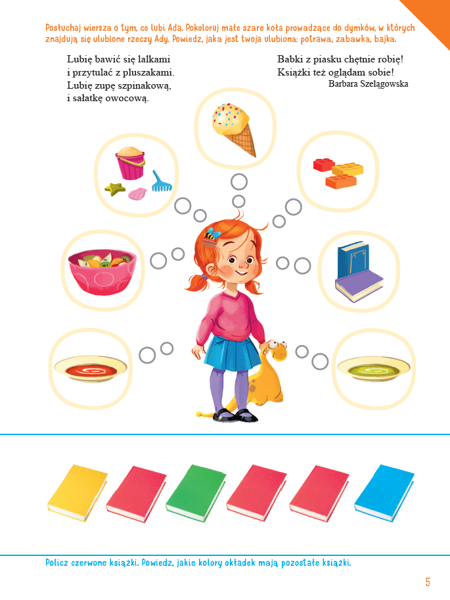 Posłuchaj wiersza o tym, co lubi Ada. Pokoloruj małe szare koła prowadzące do dymków, w których
znajdują się ulubione rzeczy Ady. Powiedz, jaka jest twoja ulubiona: potrawa, zabawka, bajka.
Lubię bawić się lalkami
i przytulać z pluszakami.
Lubię zupę szpinakową,
i sałatkę owocową.
Babki z piasku chętnie robię!
Książki też oglądam sobie!
Barbara Szelągowska
Policz czerwone książki. Powiedz, jakie kolory okładek mają pozostałe książki.
5